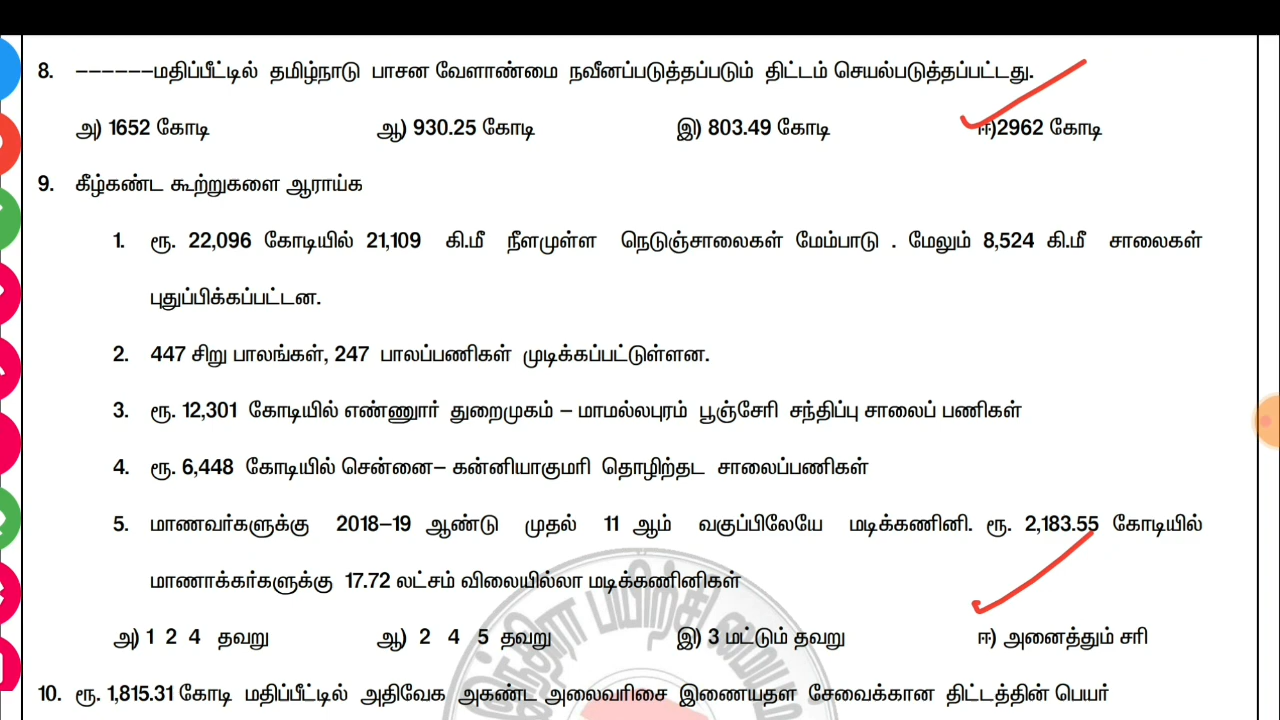 8. ------மதிப்பீட்டில் தமிழ்நாடு பாசன வேளாண்மை நவீனப்படுத்தப்படும் திட்டம் செயல்படுத்தப்பட்டது.
அ) 1652 கோடி ஆ) 930.25 கோடி இ) 803.49 கோடி ஈ)2962 கோடி
9. கீழ்கண்ட கூற்றுகளை ஆராய்க
1. ரூ. 22,096 கோடியில் 21,109 கி.மீ நீளமுள்ள நெடுஞ்சாலைகள் மேம்பாடு . மேலும் 8,524 கி.மீ சாலைகள்
புதுப்பிக்கப்பட்டன.
2. 447 சிறு பாலங்கள், 247 பாலப்பணிகள் முடிக்கப்பட்டுள்ளன.
3. ரூ. 12,301 கோடியில் எண்ணூர் துறைமுகம் – மாமல்லபுரம் பூஞ்சேரி சந்திப்பு சாலைப் பணிகள்
4. ரூ. 6,448 கோடியில் சென்னை– கன்னியாகுமரி தொழிற்தட சாலைப்பணிகள்
5. மாணவர்களுக்கு 2018–19 ஆண்டு முதல் 11 ஆம் வகுப்பிலேயே மடிக்கணினி. ரூ. 2,183.55 கோடியில்
மாணாக்கர்களுக்கு 17.72 லட்சம் விலையில்லா மடிக்கணினிகள்
அ) 1 2 4 தவறு ஆ) 2 4 5 தவறு இ) 3 மட்டும் தவறு ஈ) அனைத்தும் சரி
10. ரூ. 1,815.31 கோடி மதிப்பீட்டில் அதிவேக அகண்ட அலைவரிசை இணையதள சேவைக்கான திட்டத்தின் பெயர்
பயிற்சி மையம்